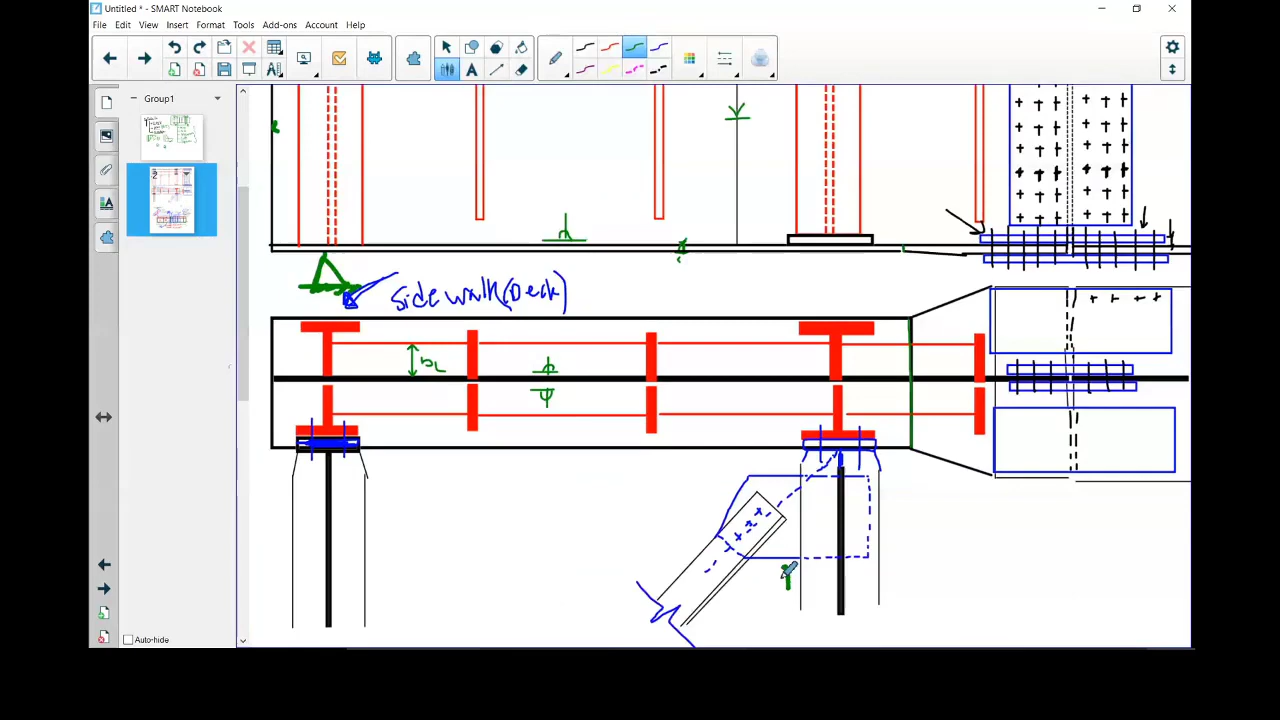 Untitled * - SMART Notebook
File Edit View Insert Format Tools Add-ons Account Help
Group1
Side walk (Deck)
bL
Auto-hide